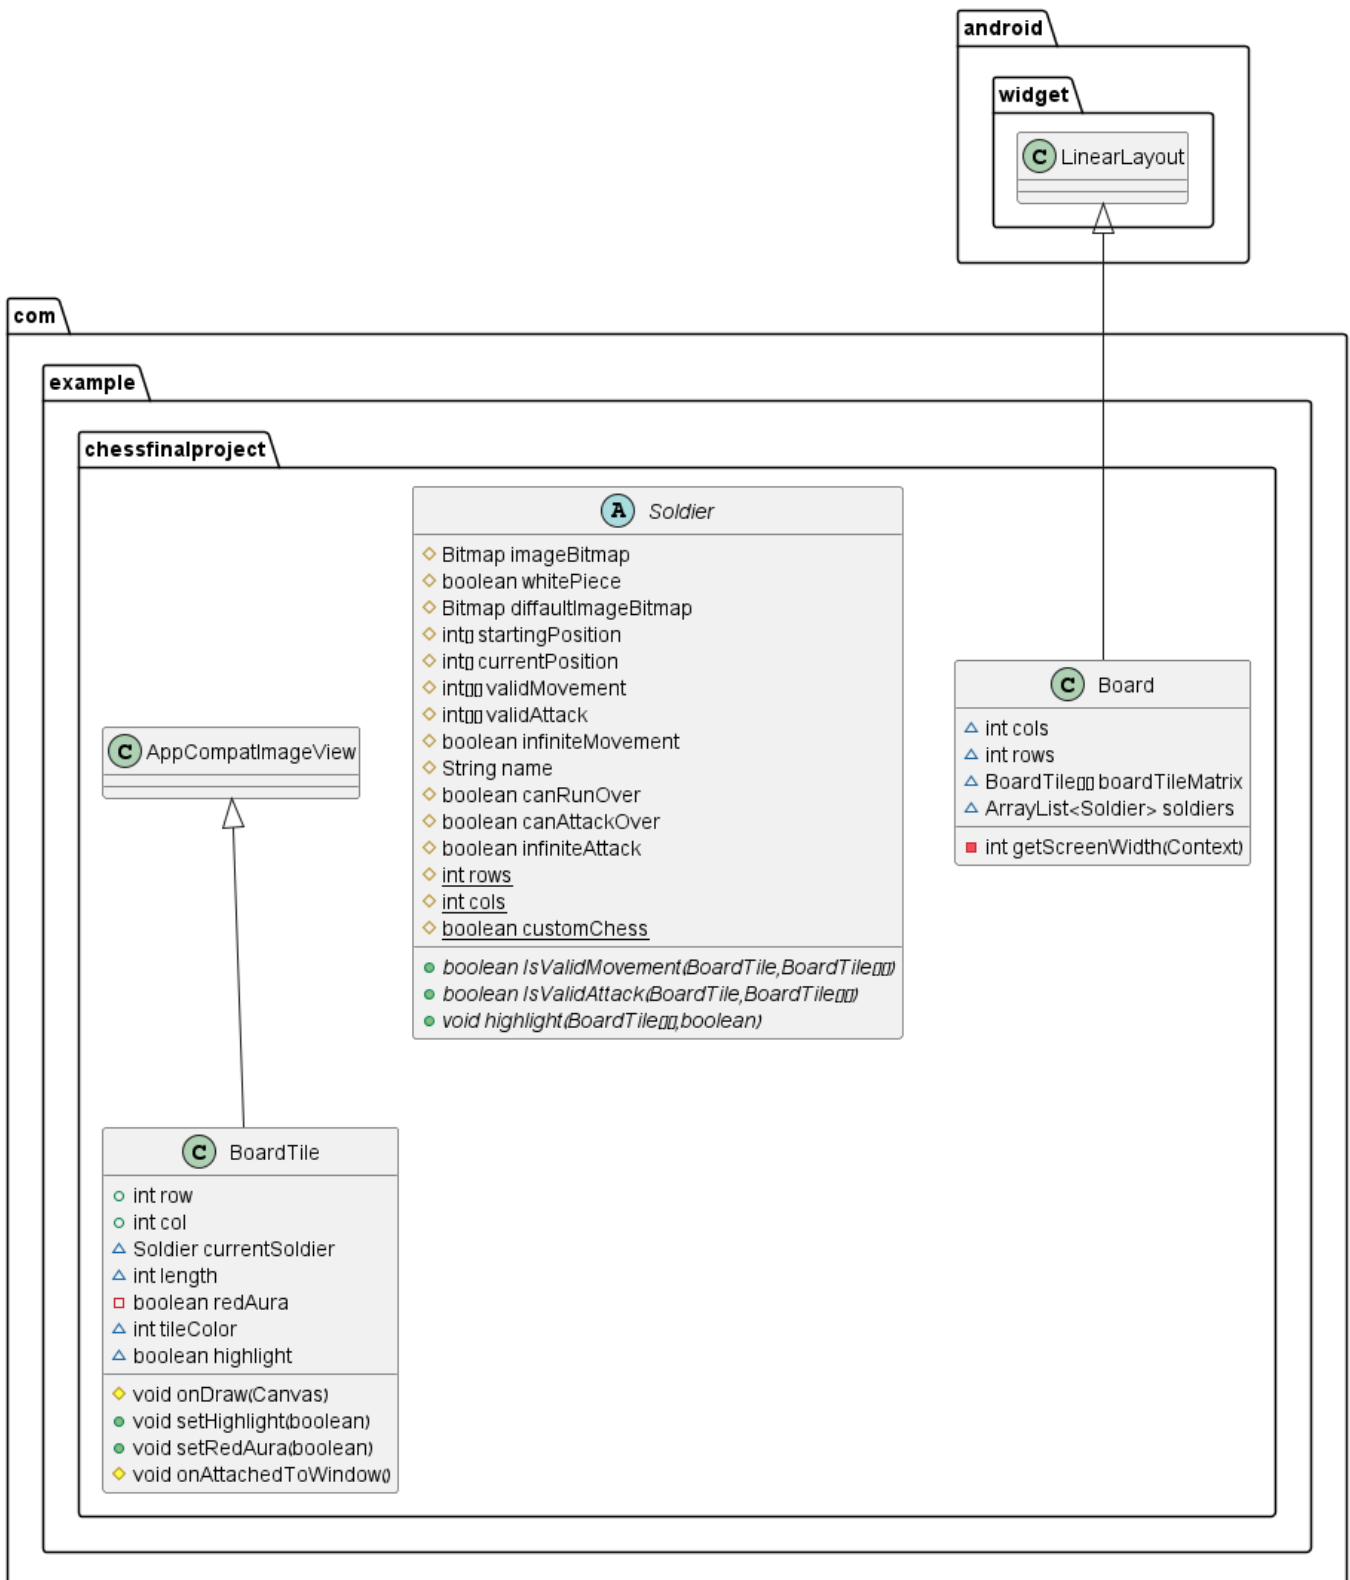 android
widget
C LinearLayout
com
example
chessfinalproject
A Soldier
Bitmap imageBitmap
boolean whitePiece
Bitmap diffaultImageBitmap
int[] startingPosition
int[] currentPosition
int[][] validMovement
int[][] validAttack
boolean infiniteMovement
String name
boolean canRunOver
boolean canAttackOver
boolean infiniteAttack
int rows
int cols
boolean customChess
boolean IsValidMovement(BoardTile,BoardTile[][])
boolean IsValidAttack(BoardTile,BoardTile[][])
void highlight(BoardTile[][],boolean)
C Board
int cols
int rows
BoardTile[][] boardTileMatrix
ArrayList<Soldier> soldiers
int getScreenWidth(Context)
C AppCompatImageView
C BoardTile
int row
int col
Soldier currentSoldier
int length
boolean redAura
int tileColor
boolean highlight
void onDraw(Canvas)
void setHighlight(boolean)
void setRedAura(boolean)
void onAttachedToWindow()